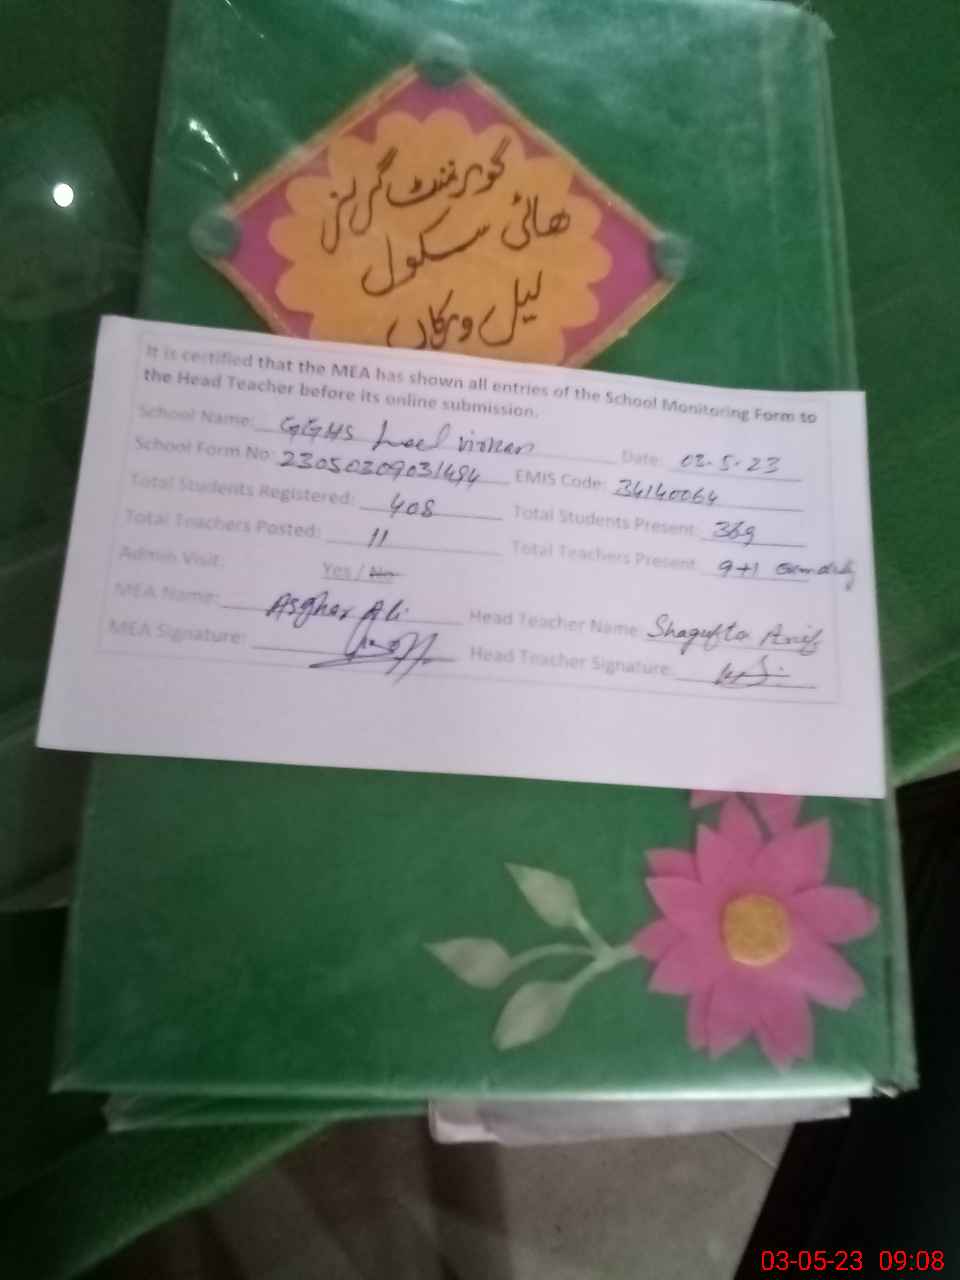 گورنمنٹ گرلز
ھائی سکول
لیل ورکاں
It is certified that the MEA has shown all entries of the School Monitoring Form to
the Head Teacher before its online submission.
School Name: GGHS Leel virkan Date: 03-5-23
School Form No: 23050309031494 EMIS Code: 34140064
Total Students Registered: 408 Total Students Present: 369
Total Teachers Posted: 11 Total Teachers Present: 9+1
Admin Visit: Yes / No
MEA Name: Asghar Ali Head Teacher Name: Shagufta Arif
MEA Signature: Head Teacher Signature:
03-05-23 09:08